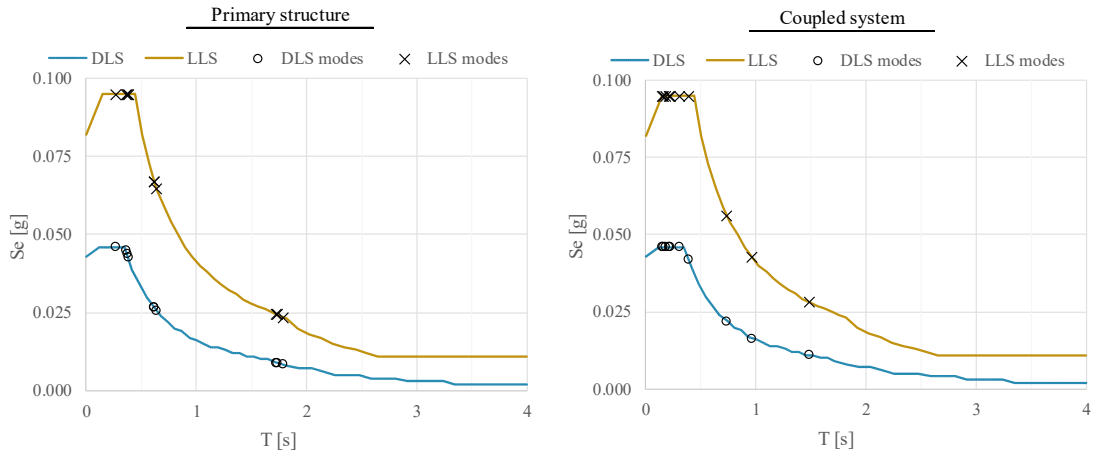 Primary structure
DLS LLS DLS modes LLS modes
0.100
0.075
0.050
0.025
0.000
Se [g]
0 1 2 3 4
T [s]
Coupled system
DLS LLS DLS modes LLS modes
0.100
0.075
0.050
0.025
0.000
Se [g]
0 1 2 3 4
T [s]